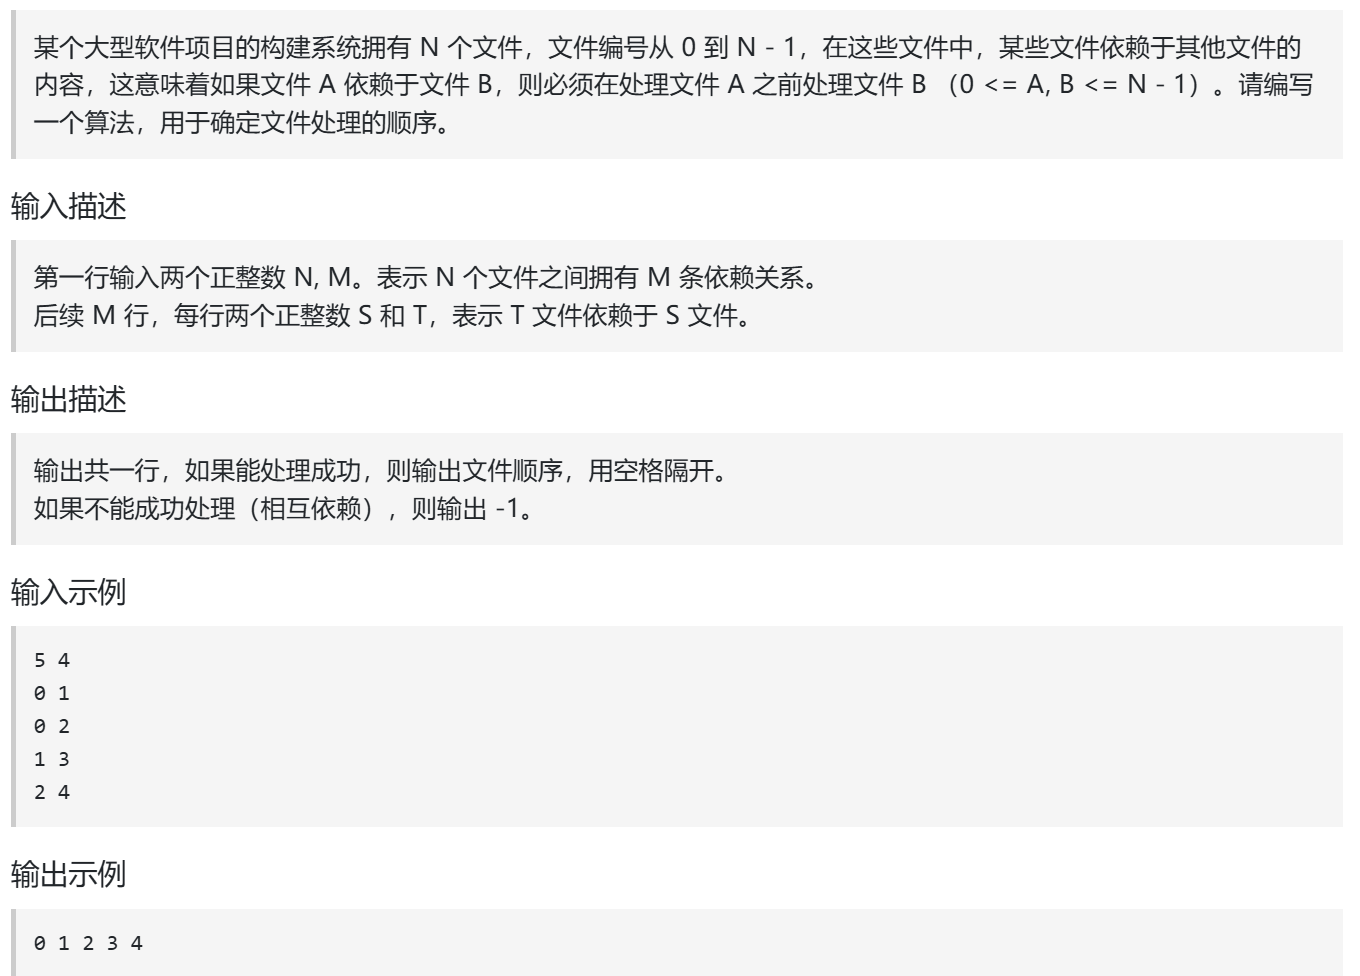 某个大型软件项目的构建系统拥有 N 个文件，文件编号从 0 到 N - 1，在这些文件中，某些文件依赖于其他文件的
内容，这意味着如果文件 A 依赖于文件 B，则必须在处理文件 A 之前处理文件 B （0 <= A, B <= N - 1）。请编写
一个算法，用于确定文件处理的顺序。
输入描述
第一行输入两个正整数 N, M。表示 N 个文件之间拥有 M 条依赖关系。
后续 M 行，每行两个正整数 S 和 T，表示 T 文件依赖于 S 文件。
输出描述
输出共一行，如果能处理成功，则输出文件顺序，用空格隔开。
如果不能成功处理（相互依赖），则输出 -1。
输入示例
5 4
0 1
0 2
1 3
2 4
输出示例
0 1 2 3 4